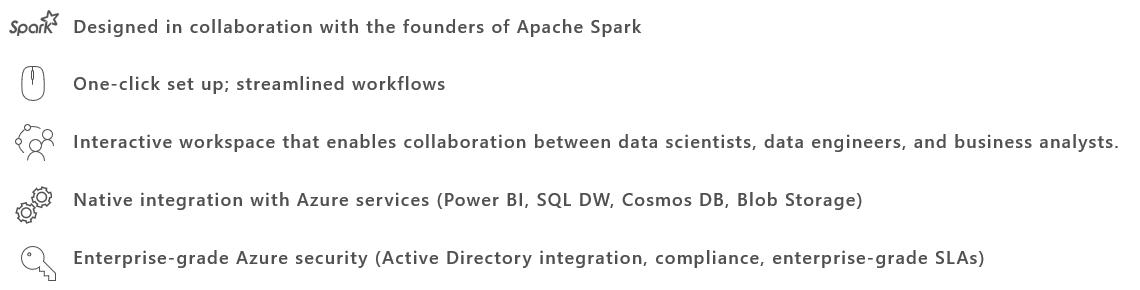 Spark Designed in collaboration with the founders of Apache Spark
One-click set up; streamlined workflows
Interactive workspace that enables collaboration between data scientists, data engineers, and business analysts.
Native integration with Azure services (Power BI, SQL DW, Cosmos DB, Blob Storage)
Enterprise-grade Azure security (Active Directory integration, compliance, enterprise-grade SLAs)